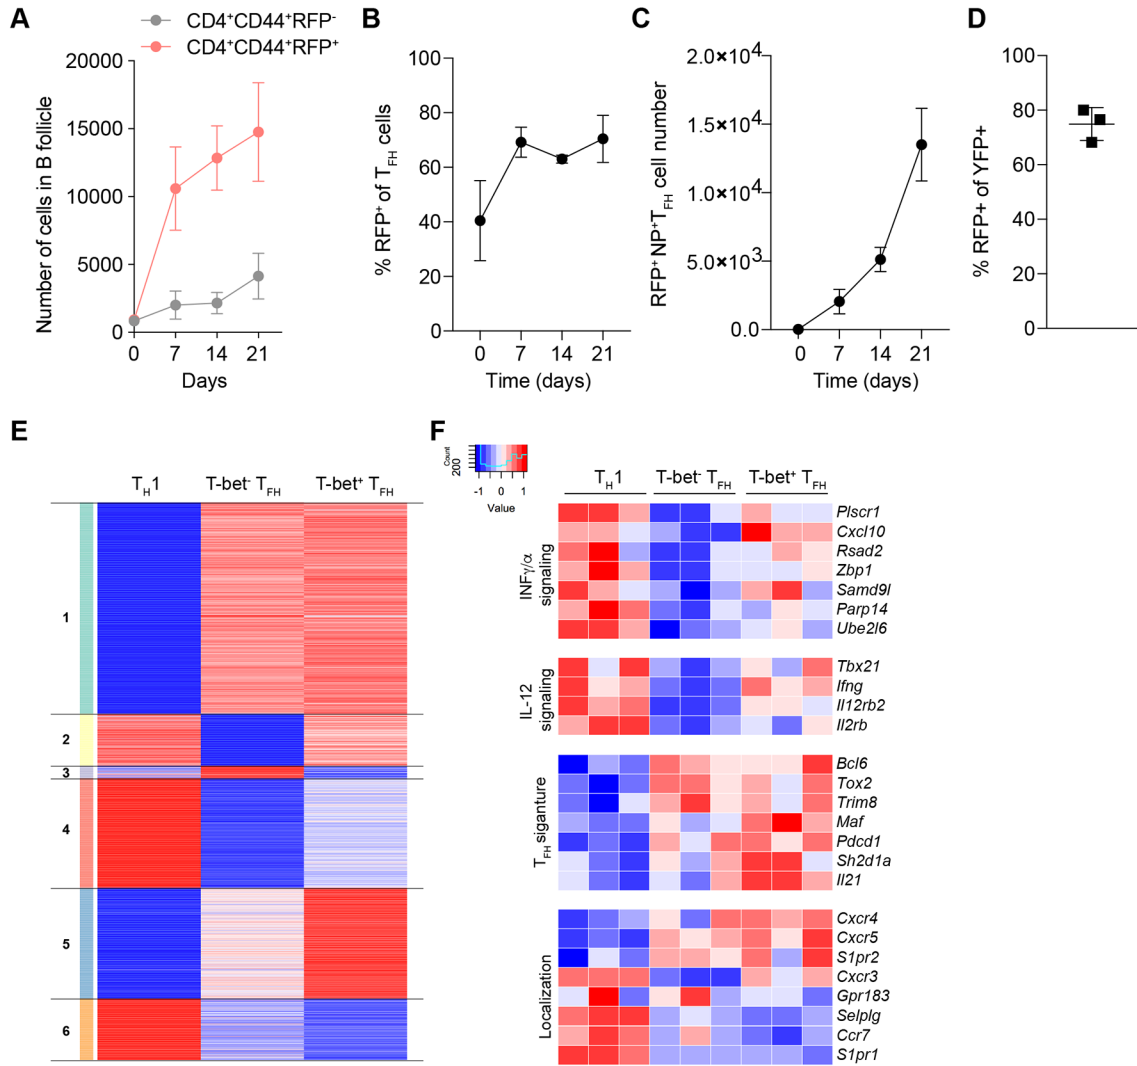 A
CD4+CD44+RFP-
CD4+CD44+RFP+
Number of cells in B follicle
20000
15000
10000
5000
0
0 7 14 21
Days
B
% RFP+ of TFH cells
100
80
60
40
20
0
0 7 14 21
Time (days)
C
RFP+ NP+TFH cell number
2.0×10⁴
1.5×10⁴
1.0×10⁴
5.0×10³
0.0
0 7 14 21
Time (days)
D
% RFP+ of YFP+
100
80
60
40
20
0
E
TH1 T-bet- TFH T-bet+ TFH
1
2
3
4
5
6
F
Count
200
-1 0 1
Value
TH1 T-bet- TFH T-bet+ TFH
INFγ/α
signaling
Plscr1
Cxcl10
Rsad2
Zbp1
Samd9l
Parp14
Ube2l6
IL-12
signaling
Tbx21
Ifng
Il12rb2
Il2rb
TFH siganture
Bcl6
Tox2
Trim8
Maf
Pdcd1
Sh2d1a
Il21
Localization
Cxcr4
Cxcr5
S1pr2
Cxcr3
Gpr183
Selplg
Ccr7
S1pr1